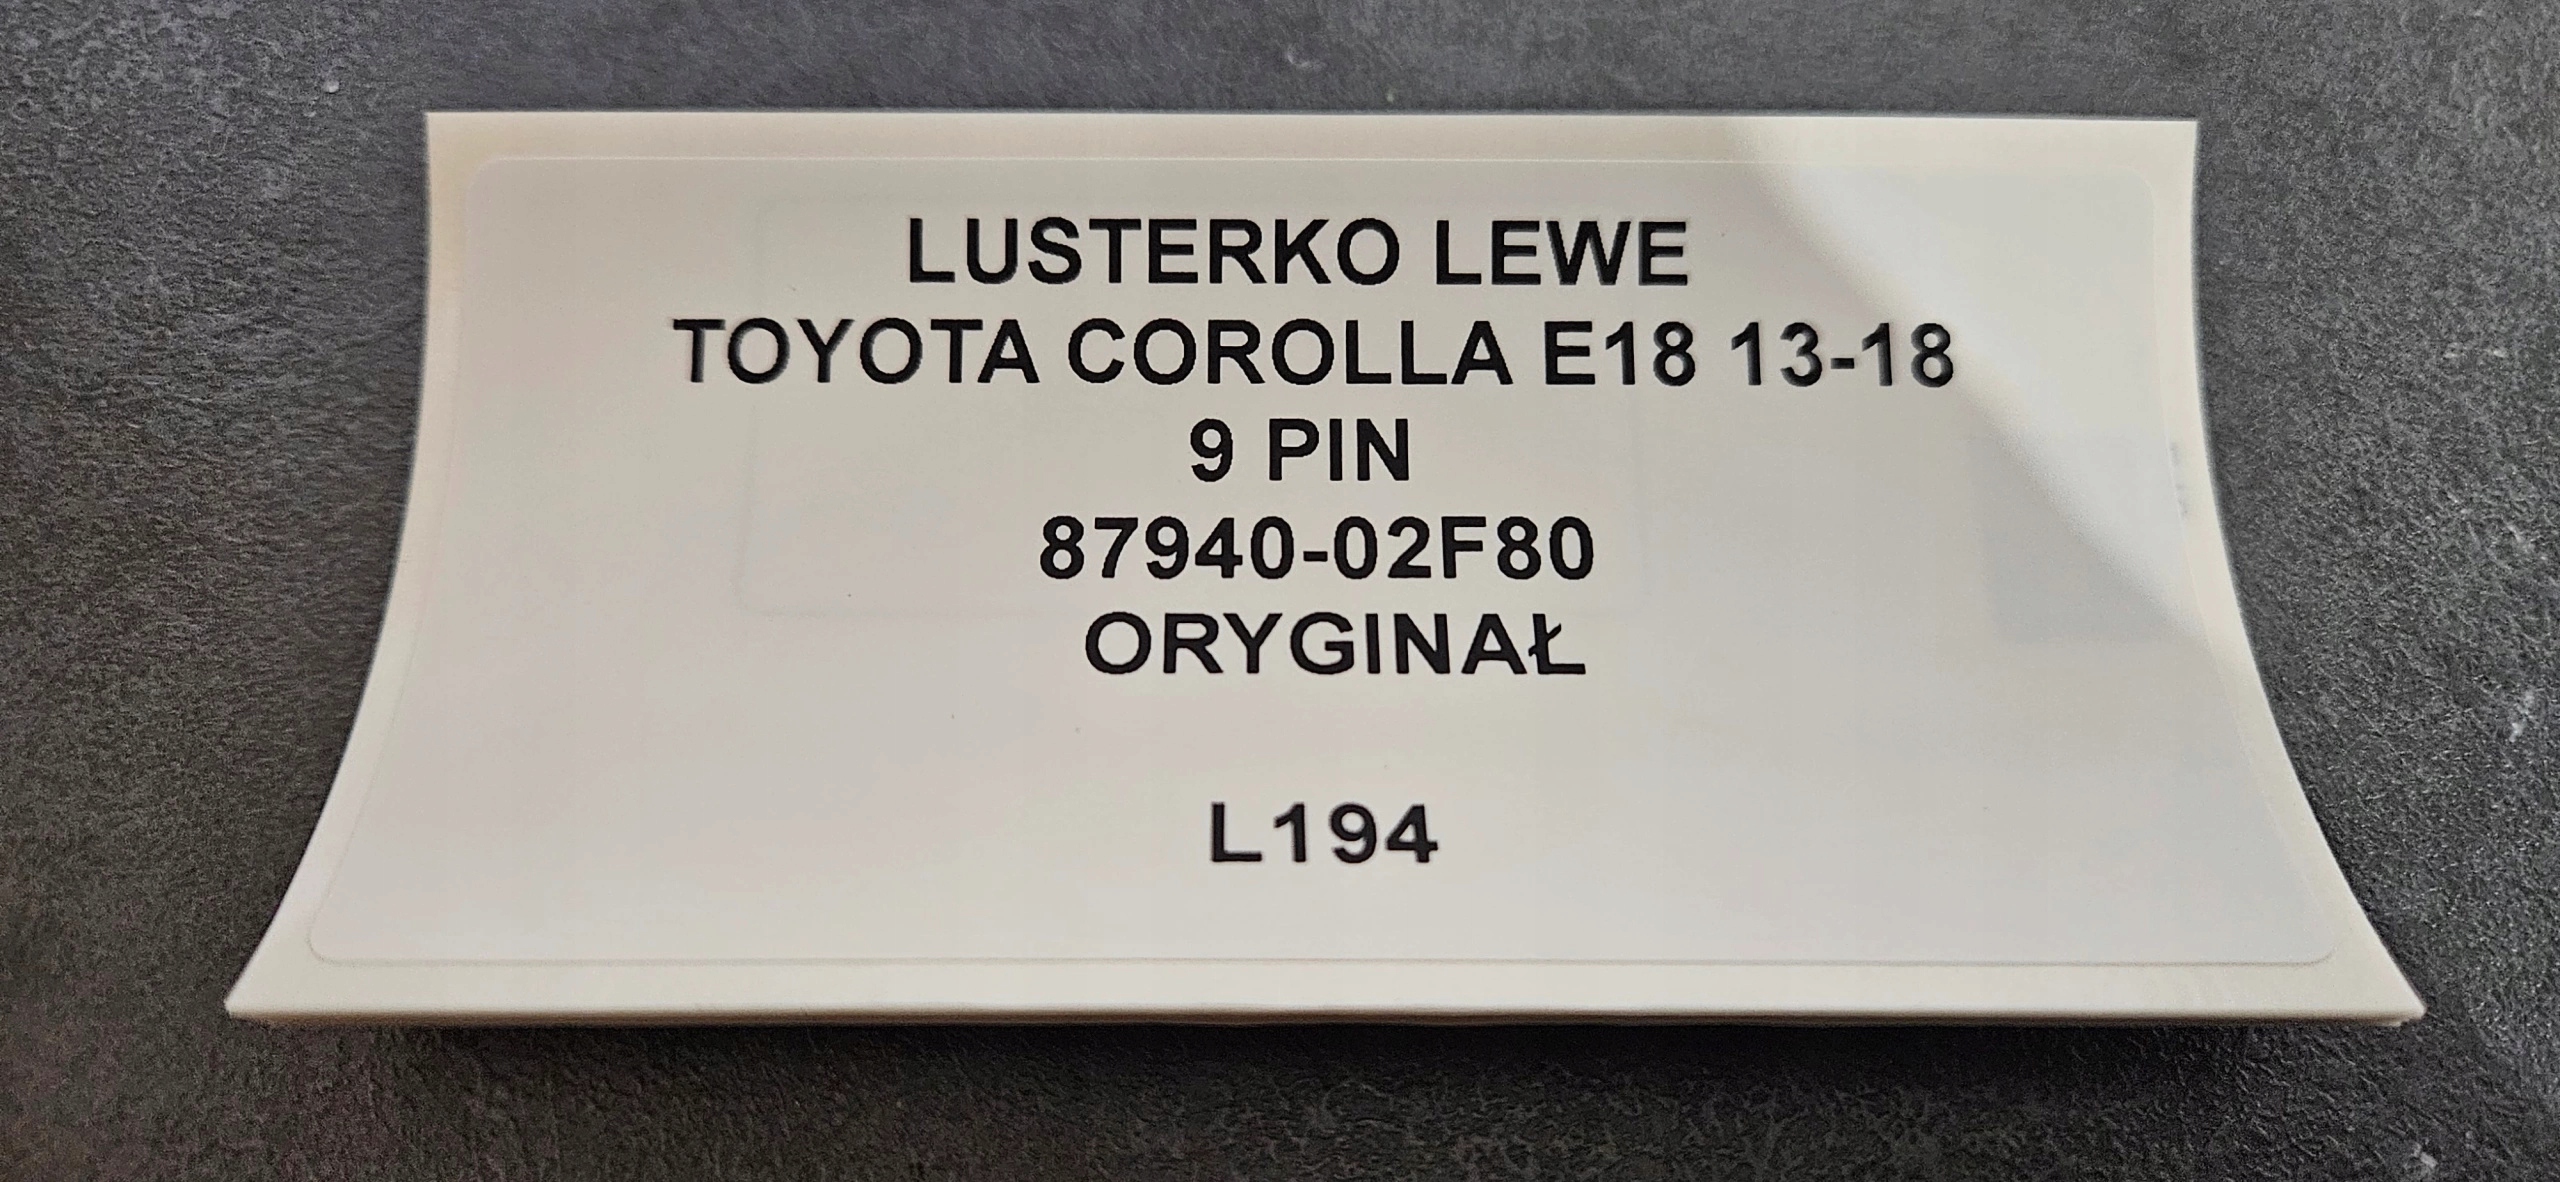 LUSTERKO LEWE
TOYOTA COROLLA E18 13-18
9 PIN
87940-02F80
ORYGINAŁ
L194